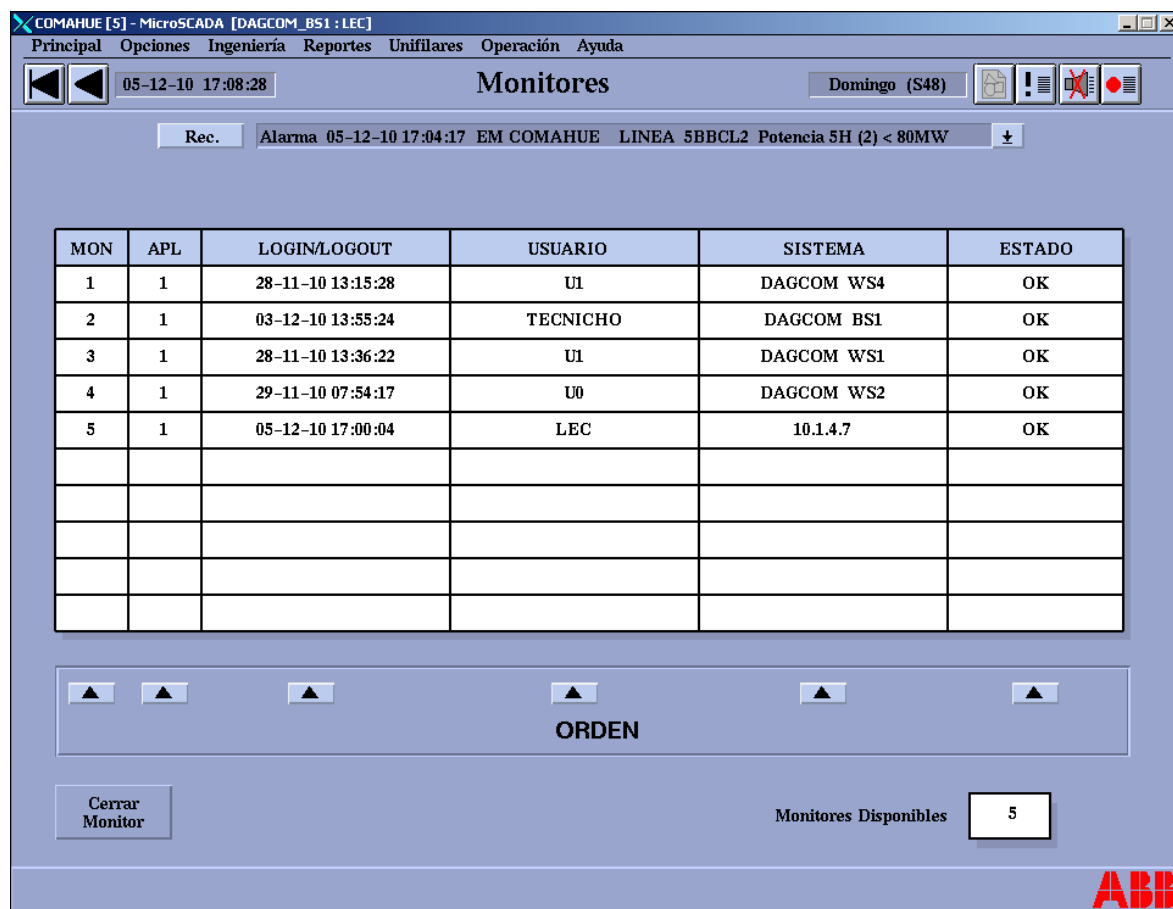 COMAHUE [5] - MicroSCADA [DAGCOM_BS1 : LEC]
Principal Opciones Ingeniería Reportes Unifilares Operación Ayuda
05-12-10 17:08:28 Monitores Domingo (S48)
Rec. Alarma 05-12-10 17:04:17 EM COMAHUE LINEA 5BBCL2 Potencia 5H (2) < 80MW
MON APL LOGIN/LOGOUT USUARIO SISTEMA ESTADO
1 1 28-11-10 13:15:28 U1 DAGCOM WS4 OK
2 1 03-12-10 13:55:24 TECNICHO DAGCOM BS1 OK
3 1 28-11-10 13:36:22 U1 DAGCOM WS1 OK
4 1 29-11-10 07:54:17 U0 DAGCOM WS2 OK
5 1 05-12-10 17:00:04 LEC 10.1.4.7 OK
ORDEN
Cerrar
Monitor
Monitores Disponibles 5
ABB